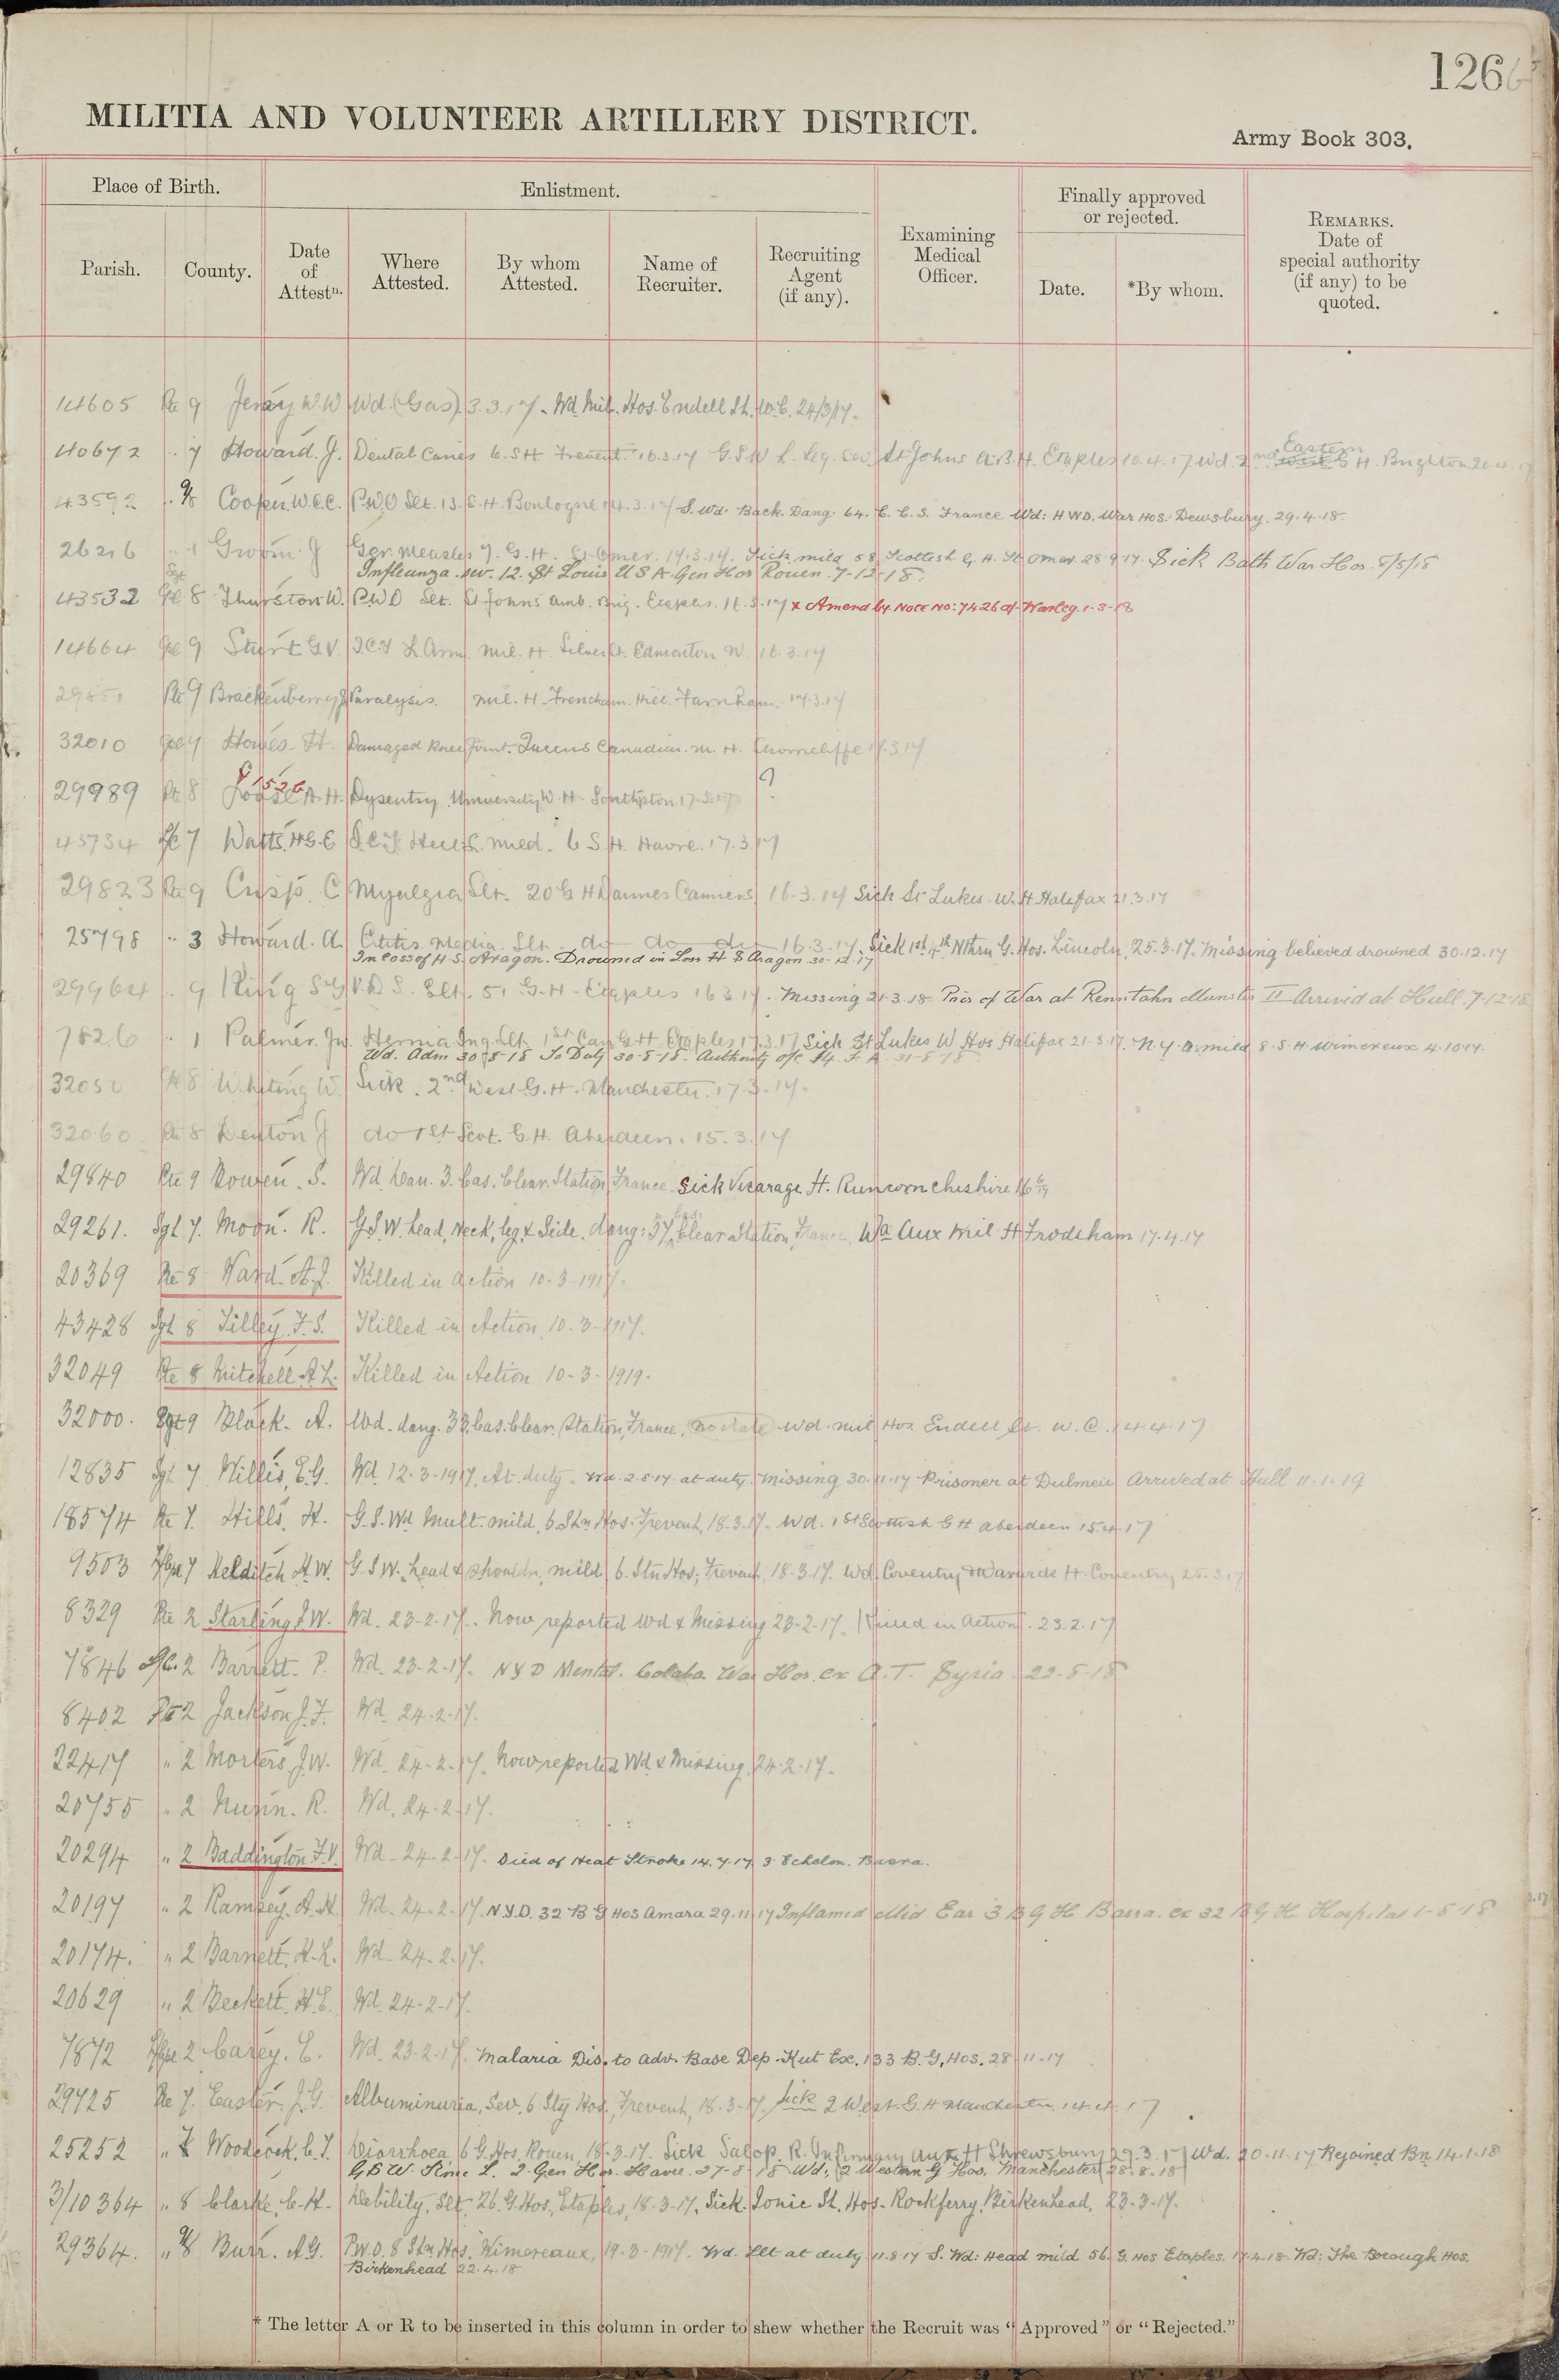 126
MILITIA AND VOLUNTEER ARTILLERY DISTRICT.
Army Book 303.
Place of Birth.
Enlistment.
Finally approved or rejected.
Parish.
County.
Date of Attestn.
Where Attested.
By whom Attested.
Name of Recruiter.
Recruiting Agent (if any).
Examining Medical Officer.
Date.
*By whom.
REMARKS. Date of special authority (if any) to be quoted.
14605 Pte 9 W.W Wd. (Gas) 3.3.17. Wd. Mil. Hos. Endell St. W.C. 24/3/17.
40672 .. 7 Howard. J. Dental Caries 6. S H Frevent 16.3.17 G.S.W L. Leg. Sev St Johns A.B.H. Etaples 10.4.17 Wd. 2nd Eastern G H. Brighton 20.4.17
43592 .. 9/8 Cooper. W.C.C. P.U.O Slt. 13. S.H. Boulogne 14.3.17 S. Wd. Back. Dang. 64. C.C.S. France Wd: H WD. War Hos: Dewsbury. 29.4.18.
26216 .. 1 Groom. J Ger. Measles 7. G.H. St Omer. 14.3.17. Sick mild 58 Scottish G. H. St Omer 28.9.17. Sick Bath War Hos. 8/5/18
Infleunza. sev. 12. St Louis U S A. Gen Hos Rouen. 7-12-18.
43532 Sgt 8 Thurston W. P.U.O Slt. St Johns Amb. Brig. Etaples. 16.3.17 x Amend by Note No: 7426 of Warley. 1-3-18
14664 9 Sturt G.V. I.C.T L Arm. Mil. H. Silver St. Edmonton N. 16.3.17
Pte 9 Brackenberry J Paralysis. Mil. H. Frensham. Hill. Farnham. 17.3.17
32010 7 Howes. H. Damaged Knee Joint. Queens Canadian. M. H. Shorncliffe 17.3.17
29989 Pte 8 A.H. Dysentry University W. H. Southpton 17.3.17 ?
43734 L/c 7 Watts. H.G.E I.C.T Heel S. Mild. 6 S.H. Havre. 17.3.17
29823 Pte 9 Crisp. C Myalgia Slt. 20 G H Dannes Camiers 16.3.17 Sick St Lukes. W. H Halifax 21.3.17
25798 .. 3 Howard. A. Otitis Media. Slt. do do do 16.3.17. Sick 1st 4th Nthrn G. Hos. Lincoln. 25.3.17. Missing believed drowned 30.12.17
In loss of H.S. Aragon. Drowned in Loss H S Aragon 30-12-17
29964 .. 9 King S.G V.D S. Slt. 51 G.H. Etaples 16.3.17. Missing 21.3.18 Pris of War at Rennbahn Munster II Arrived at Hull 7-12-18
7826 .. 1 Palmer. Jn. Hernia Ing. Slt. 1st Can G H Etaples 17.3.17 Sick St Lukes W Hos Halifax 21.3.17. N.Y.D. mild 8. S.H. Wimereux 4.10.17.
Wd. Adm 30-8-18 To Duty 30-8-18. Authority o/c 14. F A. 31-8-18
32050 8 Whiting W. Sick. 2nd West G.H. Manchester. 17.3.17.
32060 Pte 8 Denton J do 1st Scot. G.H. Aberdeen. 15.3.17
29840 Pte 9 Bowen. S. Wd. Dan. 3. Cas. Clear. Station, France. Sick Vicarage H. Runcorn Cheshire
29261. Sgt 7. Moon. R. G.S.W. head, neck, leg & Side. dang: 37 Cas. Clear Station, France. Wd Aux Mil H Frodsham 17.4.17
20369 Pte 8 Ward. A.J. Killed in Action 10-3-1917.
43428 Sgt 8 Tilley. F.S. Killed in Action, 10-3-1917.
32049 Pte 8 Mitchell A.L. Killed in Action 10-3-1919.
32000. Sgt 9 Black. A. Wd. dang. 33. Cas. Clear. Station, France. No date Wd. Mil Hos. Endell St. W.C. 14.4.17
12835 Sgt 7 Willis, E.G. Wd. 12-3-1917, At. duty. Wd. 2.8.17. at duty. Missing 30.11.17 Prisoner at Dulmen Arrived at Hull 11.1.19
18574 Pte 7. Hills, H. G.S. Wd Mult. mild, 6. Stn Hos. Frevent, 18.3.17. Wd. 1st Scottish G H Aberdeen 15.4.17
9503 7 Helditch H.W. G.S.W. head & shoulder, mild, 6. Stn Hos; Frevent, 18.3.17. Wd. Coventry & Warwick H. Coventry 25.3.17
8329 Pte 2 Starling J.W. Wd. 23-2-17. Now reported Wd & Missing 23-2-17. Killed in Action. 23.2.17
7846 L/C. 2 Barrett. P. Wd. 23-2-17. N Y D Mental. Colaba War Hos. ex A.T. Syria. 22-8-18
8402 Pte 2 Jackson J.F. Wd. 24-2-17.
22417 " 2 Morters J.W. Wd. 24-2-17. Now reported Wd & Missing 24-2-17.
20755 " 2 Nunn. R. Wd. 24.2.17.
20294 " 2 Baddington F.V. Wd. 24-2-17. Died of Heat Stroke 14.7.17 3 Echelon. Basra.
20197 " 2 Ramsey. A.H. Wd. 24-2-17. N.Y.D. 32 B G Hos Amara 29.11.17 Inflamed Mid Ear 3 B G H Basra. ex 32 B G H. Hospital 1-5-18
20174. " 2 Barnett. H.L. Wd. 24-2-17.
20629 " 2 Beckett. H.E. Wd. 24-2-17.
7872 2 Carey. E. Wd. 23-2-17. Malaria Dis. to Adv. Base Dep. Kut Ex. 133 B. G, Hos. 28.11.17
29725 Pte 7. Easter. J.G. Albuminuria, Sev, 6 Sty Hos, Frevent, 18-3-17. Sick 2 West. G. H Manchester 14.4.17
25252 " 7 Woodcock. C.J. Diarrhoea, 6 G. Hos, Rouen, 18.3.17. Sick Salop. R. Infirmary Aux H Shrewsbury 29.3.17 Wd. 20-11-17 Rejoined Bn 14-1-18
G S W. Knee L. 2. Gen Hos. Havre. 27-8-18 Wd; 2 Western G Hos, Manchester 28.8.18
3/10364 " 8 Clarke. C.H. Debility. Slt. 26. G. Hos, Etaples, 18-3-17. Sick. Ionic St. Hos. Rockferry, Birkenhead, 23-3-17.
29364. " 9/8 Burr. A.G. P.U.O. 8 Stn. Hos. Wimereaux, 19-3-1917. Wd. Slt at duty 11.8.17 S. Wd: Head mild 56. G. Hos Etaples. 17.4.18. Wd: The Borough Hos.
Birkenhead 22.4.18
* The letter A or R to be inserted in this column in order to shew whether the Recruit was "Approved" or "Rejected."